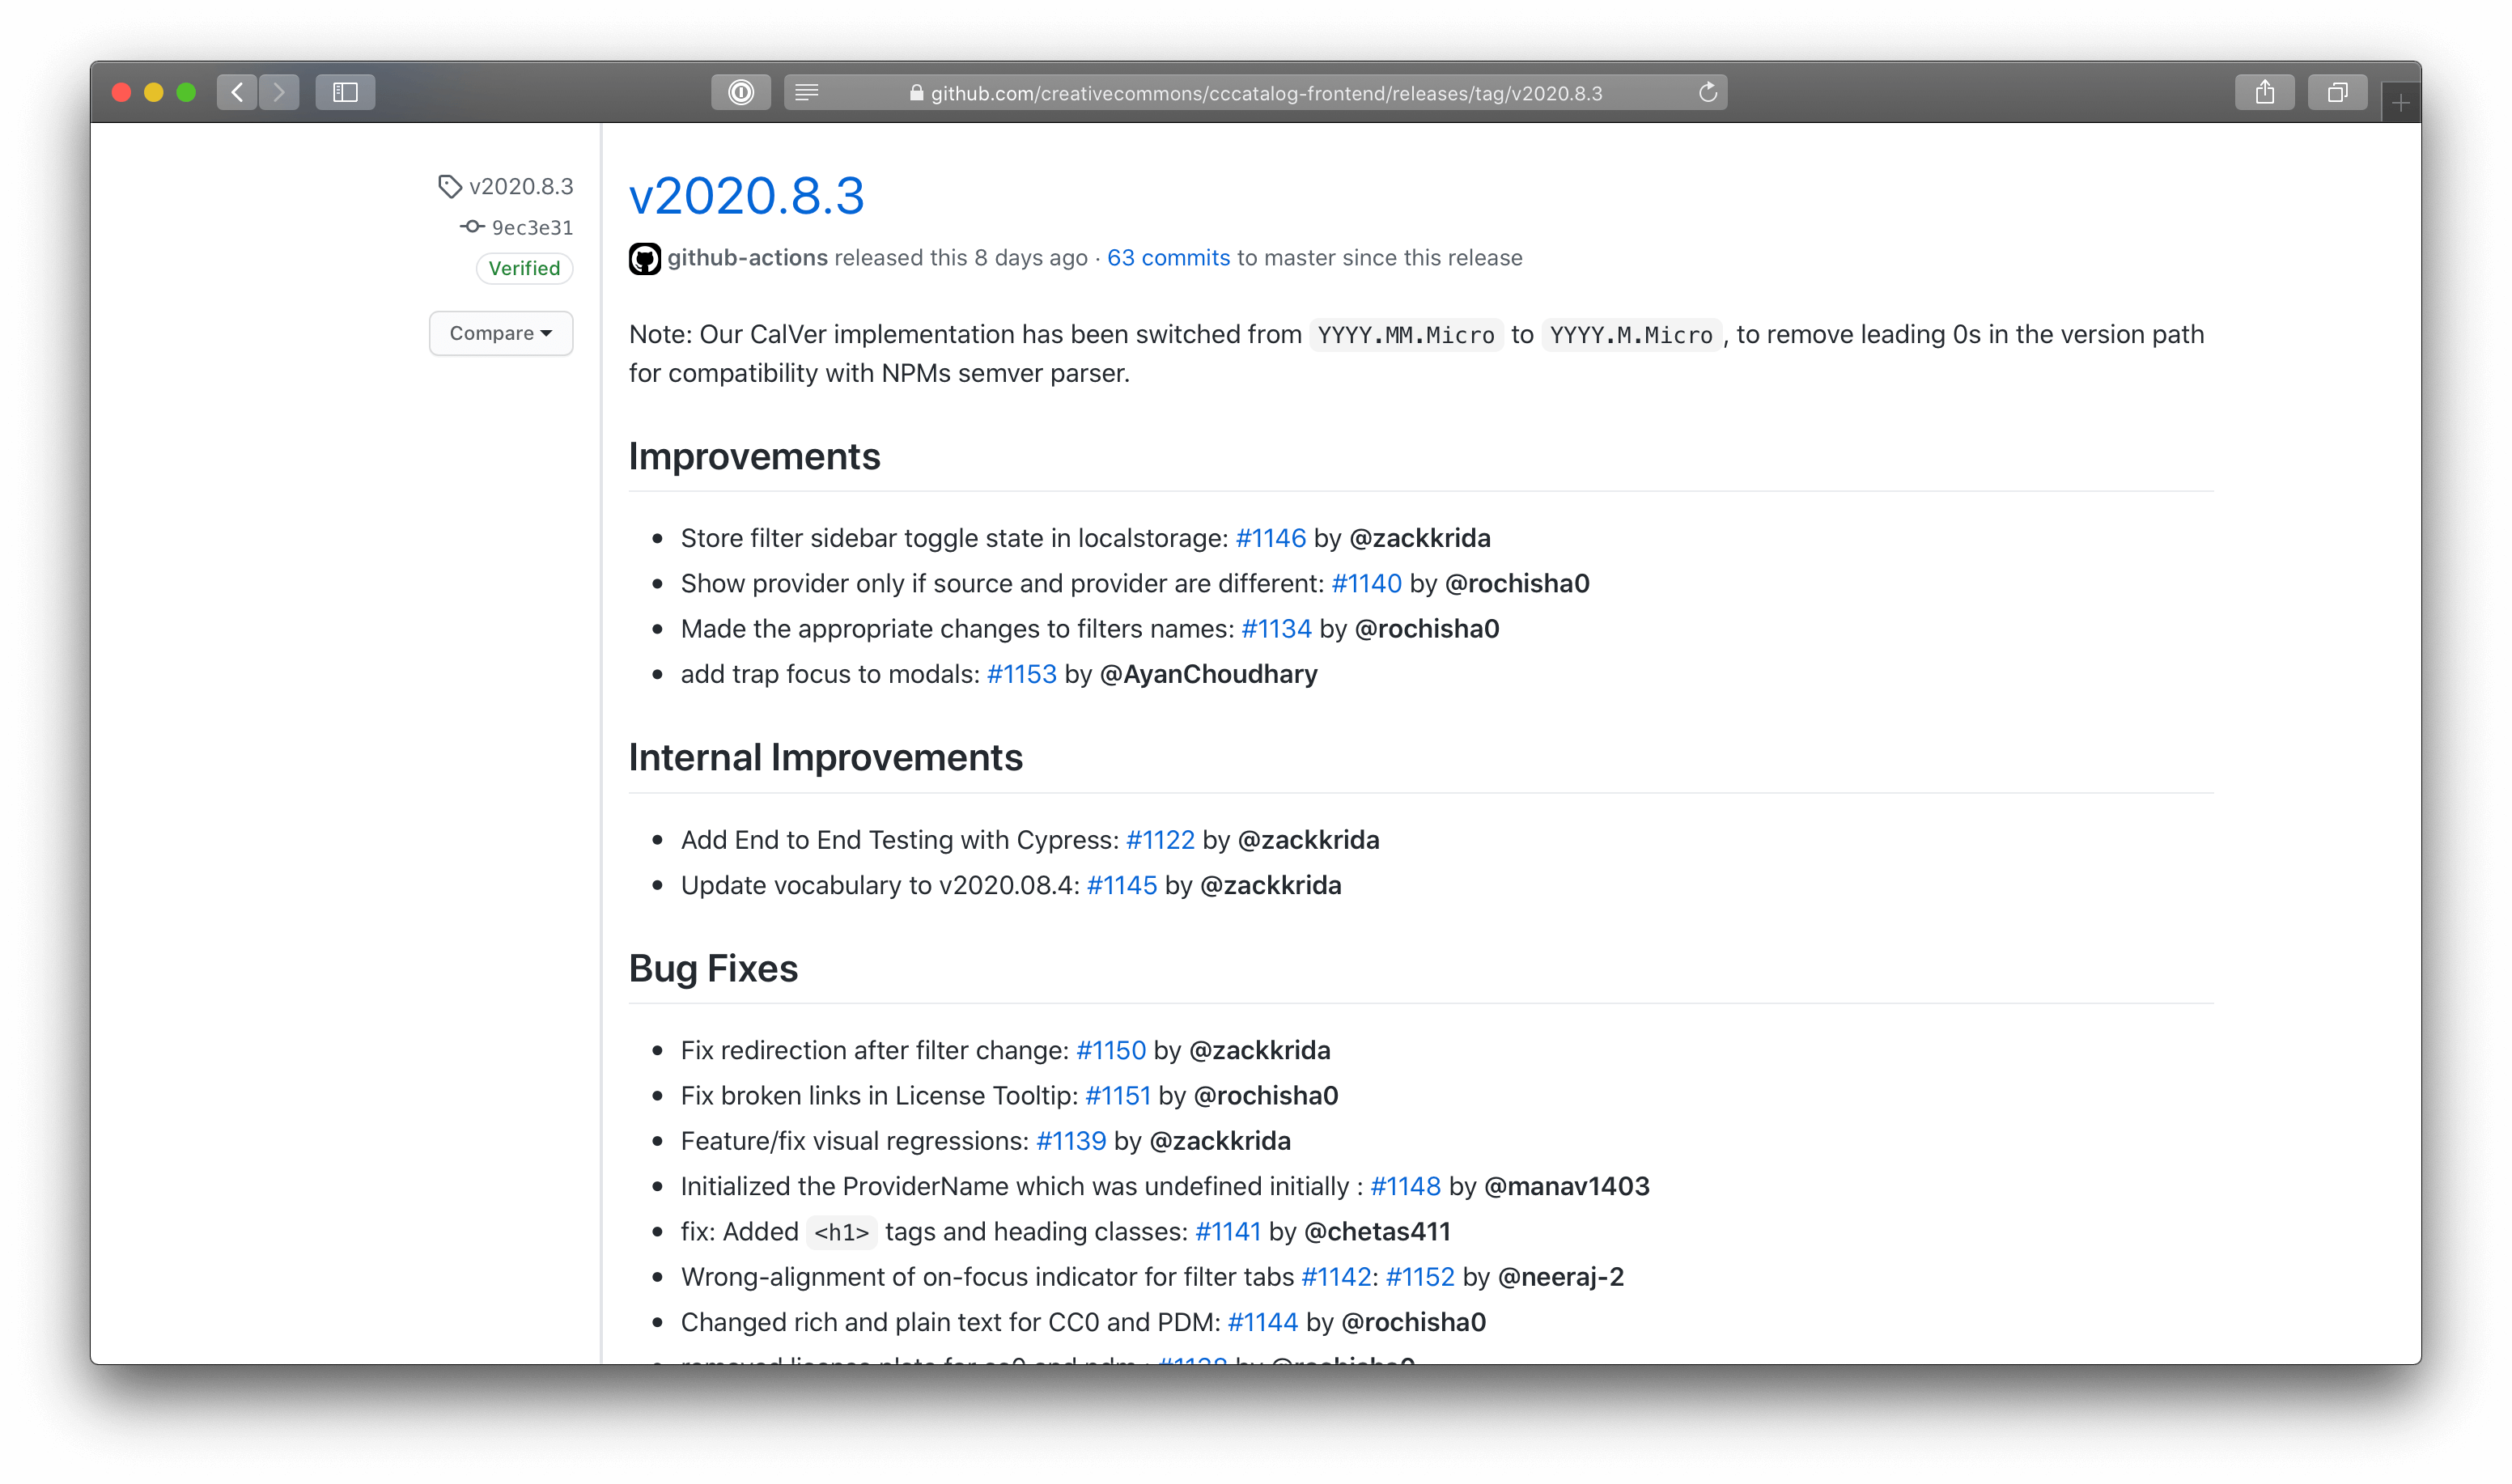 github.com/creativecommons/cccatalog-frontend/releases/tag/v2020.8.3
v2020.8.3
9ec3e31
Verified
Compare
v2020.8.3
github-actions released this 8 days ago · 63 commits to master since this release
Note: Our CalVer implementation has been switched from YYYY.MM.Micro to YYYY.M.Micro, to remove leading 0s in the version path
for compatibility with NPMs semver parser.
Improvements
• Store filter sidebar toggle state in localstorage: #1146 by @zackkrida
• Show provider only if source and provider are different: #1140 by @rochisha0
• Made the appropriate changes to filters names: #1134 by @rochisha0
• add trap focus to modals: #1153 by @AyanChoudhary
Internal Improvements
• Add End to End Testing with Cypress: #1122 by @zackkrida
• Update vocabulary to v2020.08.4: #1145 by @zackkrida
Bug Fixes
• Fix redirection after filter change: #1150 by @zackkrida
• Fix broken links in License Tooltip: #1151 by @rochisha0
• Feature/fix visual regressions: #1139 by @zackkrida
• Initialized the ProviderName which was undefined initially : #1148 by @manav1403
• fix: Added <h1> tags and heading classes: #1141 by @chetas411
• Wrong-alignment of on-focus indicator for filter tabs #1142: #1152 by @neeraj-2
• Changed rich and plain text for CC0 and PDM: #1144 by @rochisha0
• removed license plate for cc0 and pdm : #1138 by @rochisha0